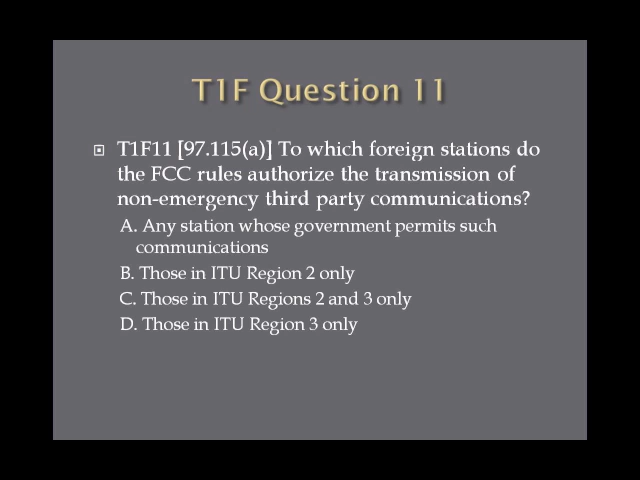 T1F Question 11
T1F11 [97.115(a)] To which foreign stations do
the FCC rules authorize the transmission of
non-emergency third party communications?
A. Any station whose government permits such
communications
B. Those in ITU Region 2 only
C. Those in ITU Regions 2 and 3 only
D. Those in ITU Region 3 only